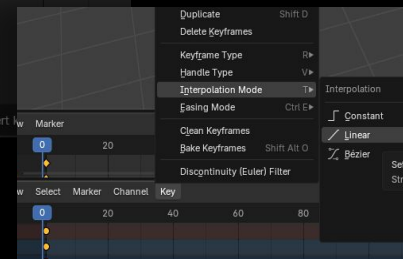 Duplicate Shift D
Delete Keyframes
Keyframe Type R
Handle Type V
Interpolation Mode T
Interpolation
Easing Mode Ctrl E
Constant
Marker
Linear
Clean Keyframes
0 20
Bake Keyframes Shift Alt O
Bézier
Discontinuity (Euler) Filter
Select Marker Channel Key
0 20 40 60 80